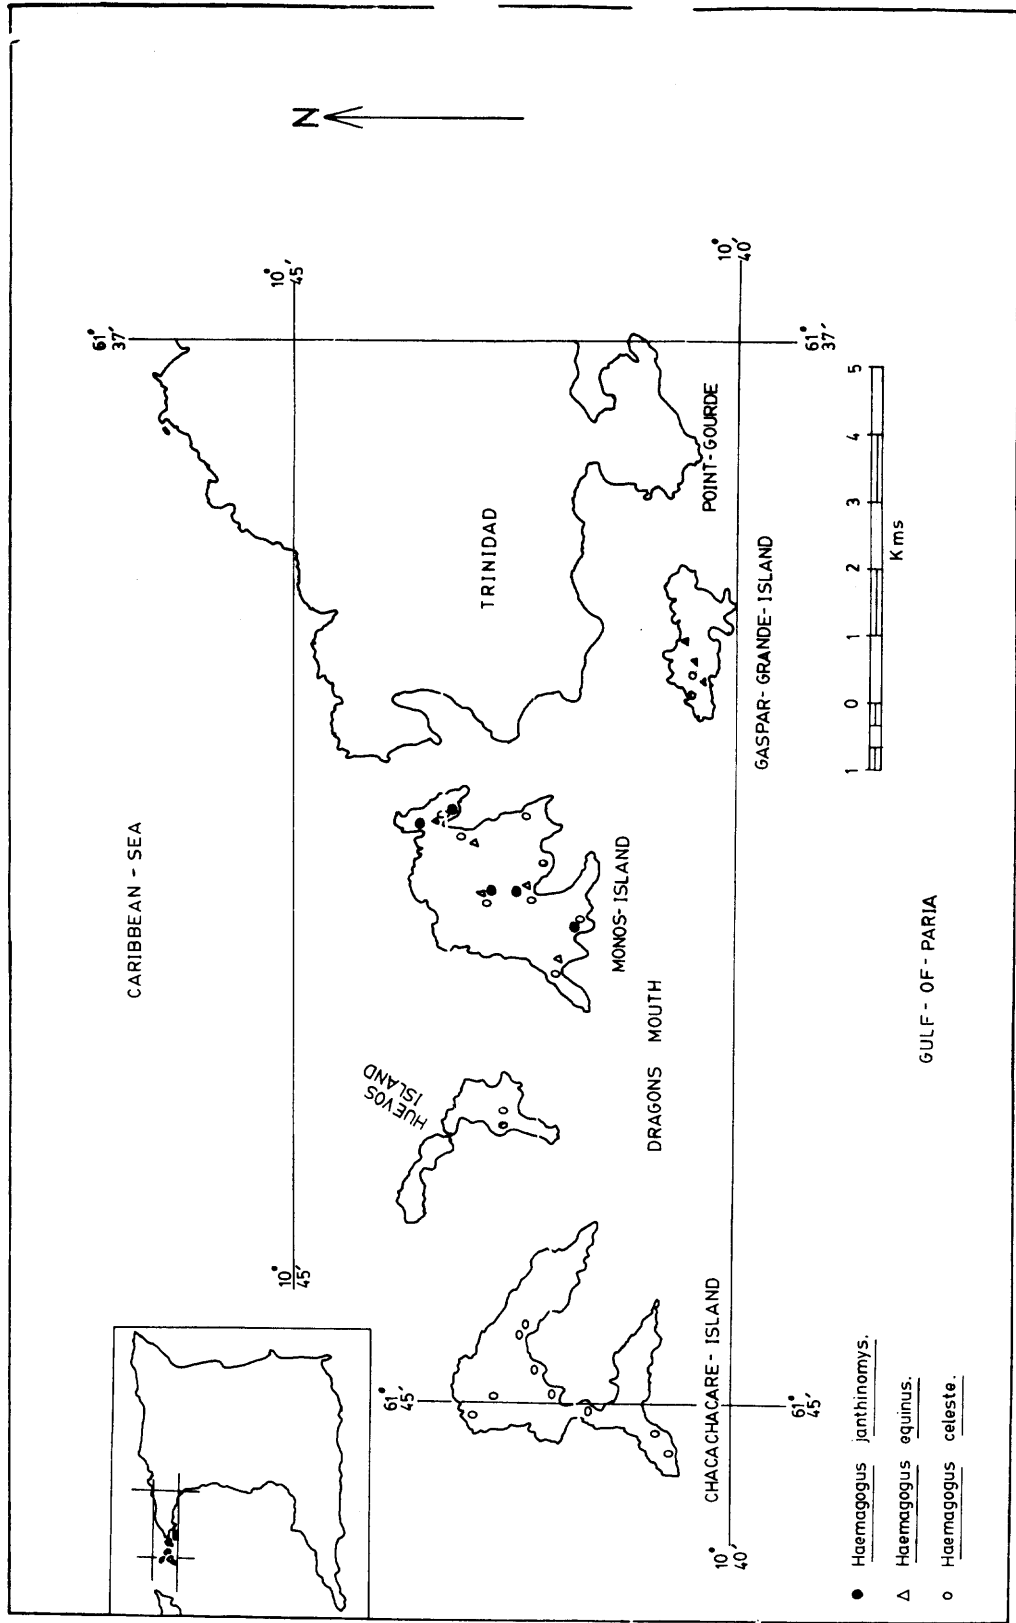 N
CARIBBEAN - SEA
61° 37'
10° 45'
10° 45'
TRINIDAD
HUEVOS
ISLAND
61° 45'
MONOS-ISLAND
DRAGONS MOUTH
POINT-GOURDE
CHACACHACARE-ISLAND
10° 40'
10° 40'
GASPAR-GRANDE-ISLAND
61° 45'
61° 37'
1 0 1 2 3 4 5
Kms
GULF-OF-PARIA
Haemagogus janthinomys.
Haemagogus equinus.
Haemagogus celeste.